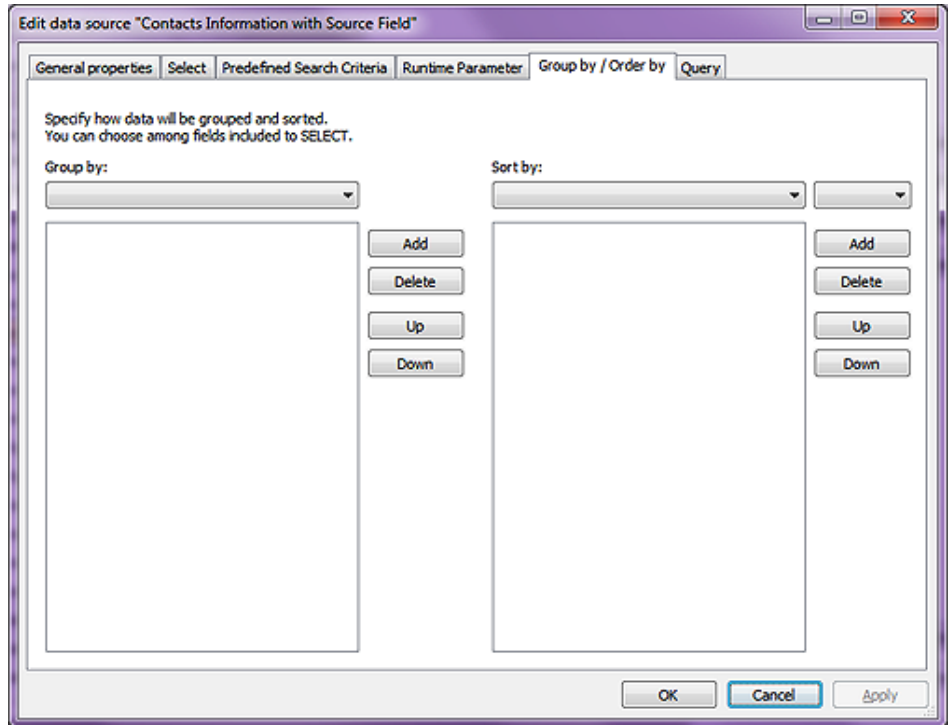 Edit data source "Contacts Information with Source Field"
General properties Select Predefined Search Criteria Runtime Parameter Group by / Order by Query
Specify how data will be grouped and sorted.
You can choose among fields included to SELECT.
Group by: Sort by:
Add Add
Delete Delete
Up Up
Down Down
OK Cancel Apply